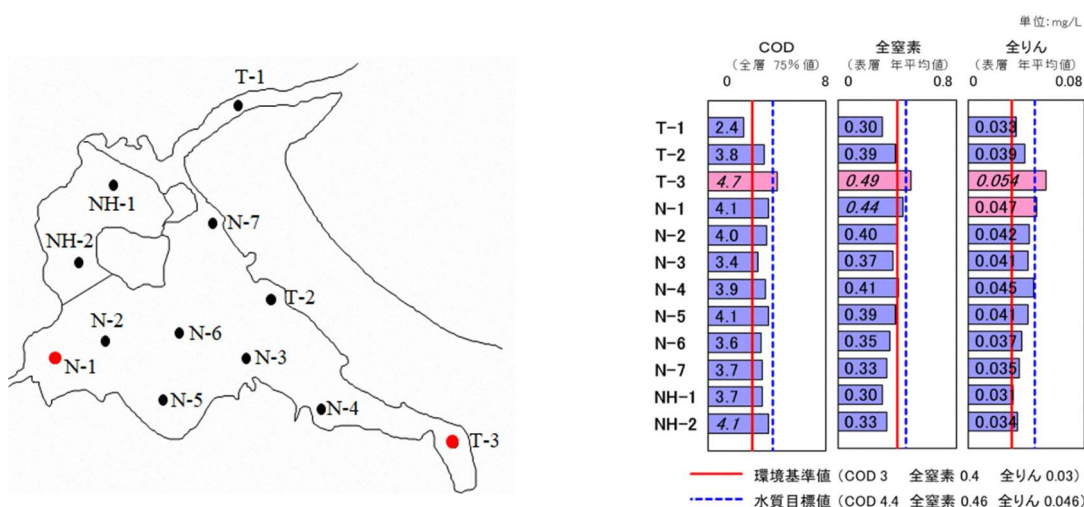 T-1
NH-1
N-7
NH-2
T-2
N-2
N-6
N-1
N-3
N-5
N-4
T-3
単位:mg/L
COD 全窒素 全りん
(全層 75%値) (表層 年平均値) (表層 年平均値)
0 8 0 0.8 0 0.08
T-1 2.4 0.30 0.033
T-2 3.8 0.39 0.039
T-3 4.7 0.49 0.054
N-1 4.1 0.44 0.047
N-2 4.0 0.40 0.042
N-3 3.4 0.37 0.041
N-4 3.9 0.41 0.045
N-5 4.1 0.39 0.041
N-6 3.6 0.35 0.037
N-7 3.7 0.33 0.035
NH-1 3.7 0.30 0.031
NH-2 4.1 0.33 0.034
環境基準値 (COD 3 全窒素 0.4 全りん 0.03)
水質目標値 (COD 4.4 全窒素 0.46 全りん 0.046)